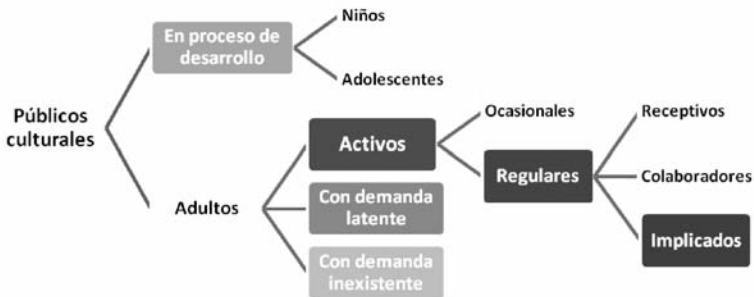 Públicos
culturales
En proceso de
desarrollo
Niños
Adolescentes
Adultos
Activos
Ocasionales
Regulares
Receptivos
Colaboradores
Implicados
Con demanda
latente
Con demanda
inexistente